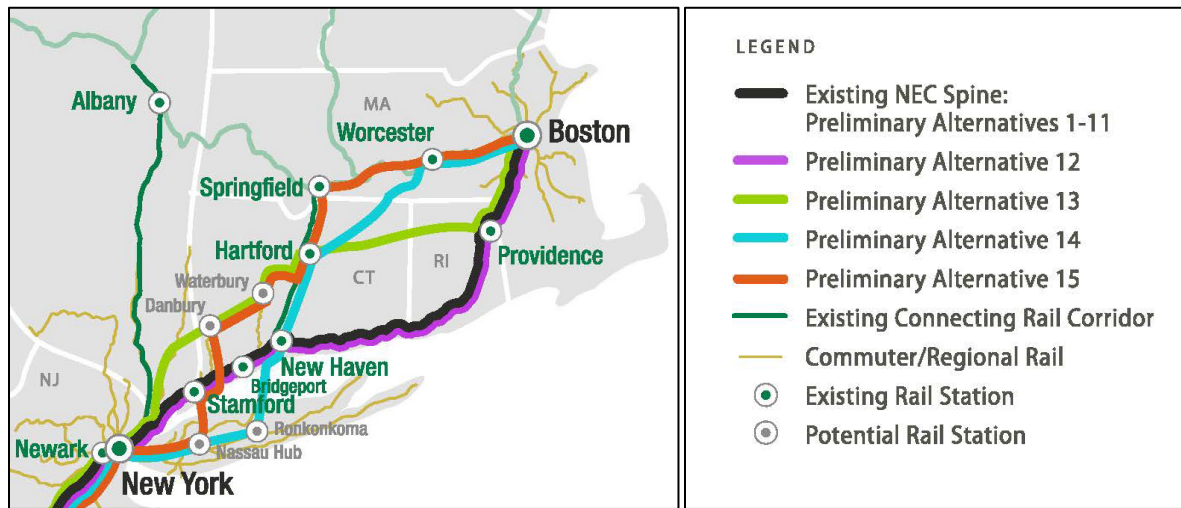 Albany
MA
Worcester
Boston
Springfield
Hartford
Providence
Waterbury
CT
RI
Danbury
New Haven
NJ
Bridgeport
Stamford
Ronkonkoma
Newark
Nassau Hub
New York
LEGEND
Existing NEC Spine:
Preliminary Alternatives 1-11
Preliminary Alternative 12
Preliminary Alternative 13
Preliminary Alternative 14
Preliminary Alternative 15
Existing Connecting Rail Corridor
Commuter/Regional Rail
Existing Rail Station
Potential Rail Station